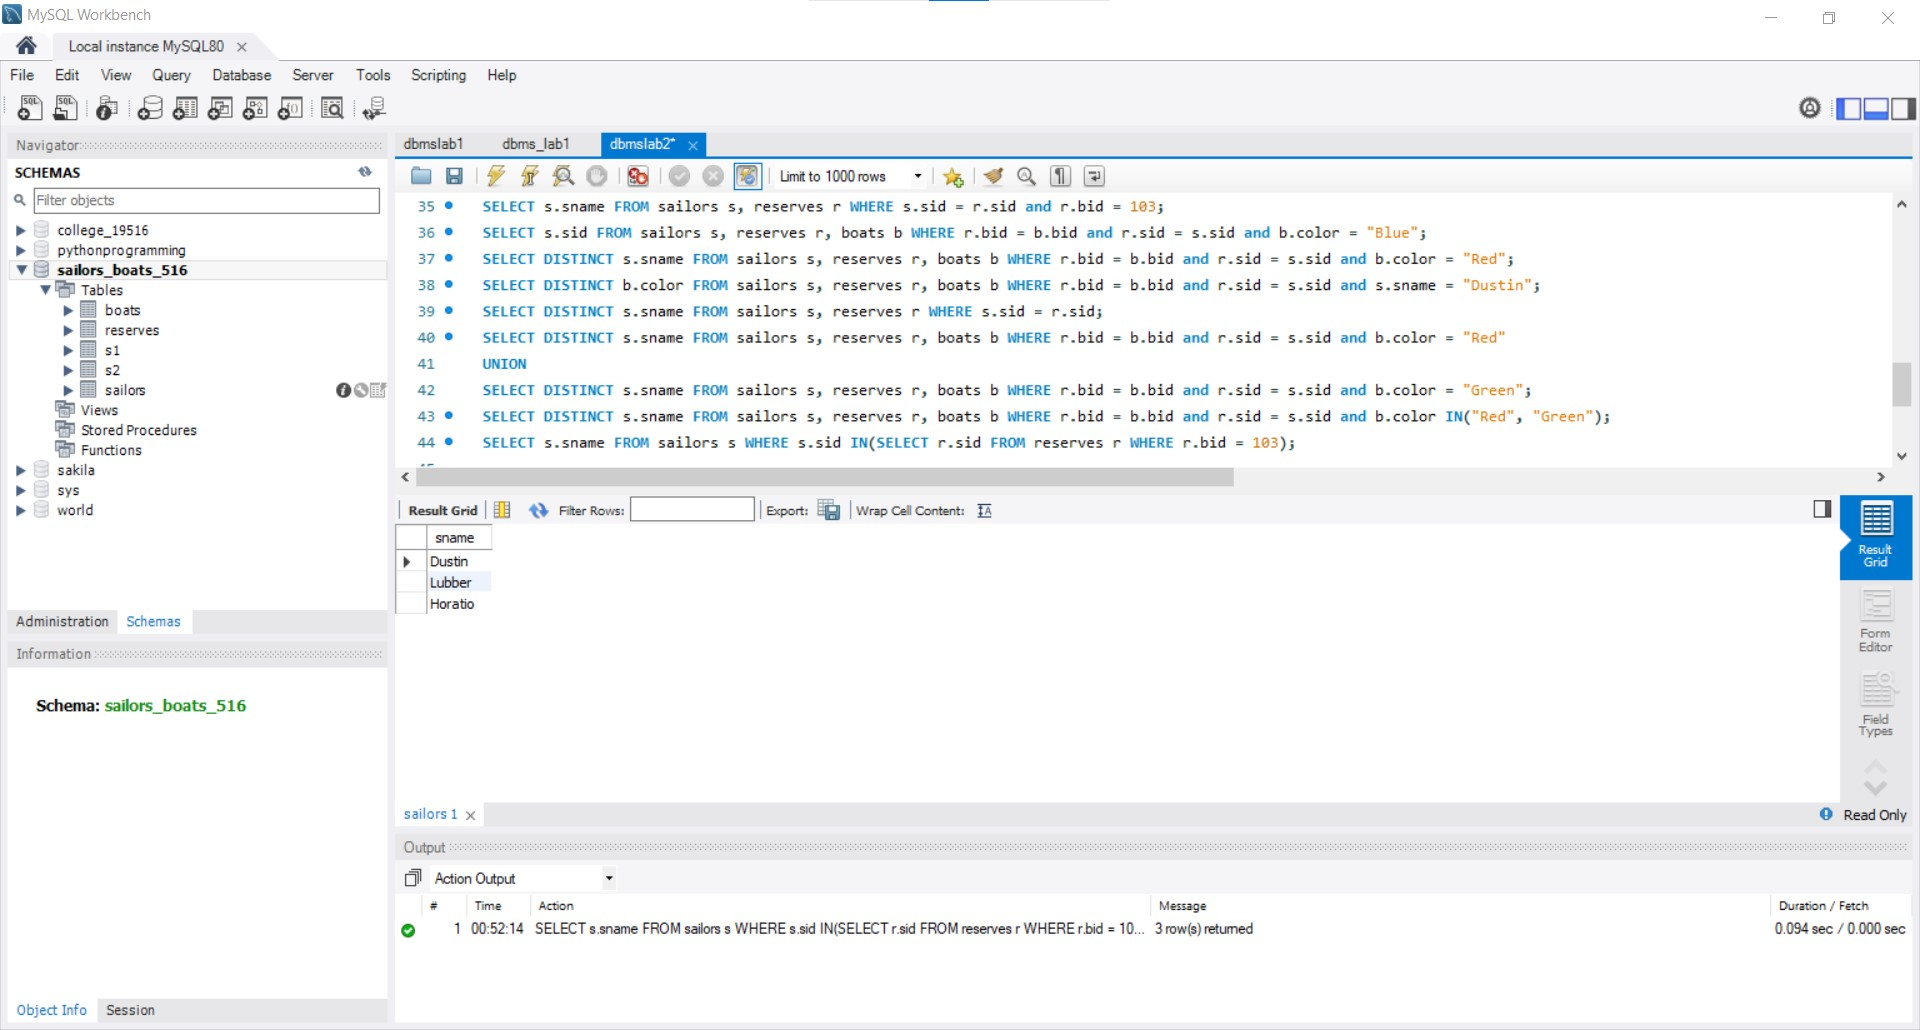 MySQL Workbench
Local instance MySQL80
File Edit View Query Database Server Tools Scripting Help
Navigator
SCHEMAS
Filter objects
college_19516
pythonprogramming
sailors_boats_516
Tables
boats
reserves
s1
s2
sailors
Views
Stored Procedures
Functions
sakila
sys
world
Administration Schemas
Information
Schema: sailors_boats_516
Object Info Session
dbmslab1 dbms_lab1 dbmslab2*
Limit to 1000 rows
35 SELECT s.sname FROM sailors s, reserves r WHERE s.sid = r.sid and r.bid = 103;
36 SELECT s.sid FROM sailors s, reserves r, boats b WHERE r.bid = b.bid and r.sid = s.sid and b.color = "Blue";
37 SELECT DISTINCT s.sname FROM sailors s, reserves r, boats b WHERE r.bid = b.bid and r.sid = s.sid and b.color = "Red";
38 SELECT DISTINCT b.color FROM sailors s, reserves r, boats b WHERE r.bid = b.bid and r.sid = s.sid and s.sname = "Dustin";
39 SELECT DISTINCT s.sname FROM sailors s, reserves r WHERE s.sid = r.sid;
40 SELECT DISTINCT s.sname FROM sailors s, reserves r, boats b WHERE r.bid = b.bid and r.sid = s.sid and b.color = "Red"
41 UNION
42 SELECT DISTINCT s.sname FROM sailors s, reserves r, boats b WHERE r.bid = b.bid and r.sid = s.sid and b.color = "Green";
43 SELECT DISTINCT s.sname FROM sailors s, reserves r, boats b WHERE r.bid = b.bid and r.sid = s.sid and b.color IN("Red", "Green");
44 SELECT s.sname FROM sailors s WHERE s.sid IN(SELECT r.sid FROM reserves r WHERE r.bid = 103);
Result Grid Filter Rows: Export: Wrap Cell Content:
sname
Dustin
Lubber
Horatio
Result
Grid
Form
Editor
Field
Types
sailors 1
Read Only
Output
Action Output
# Time Action Message Duration / Fetch
1 00:52:14 SELECT s.sname FROM sailors s WHERE s.sid IN(SELECT r.sid FROM reserves r WHERE r.bid = 10... 3 row(s) returned 0.094 sec / 0.000 sec